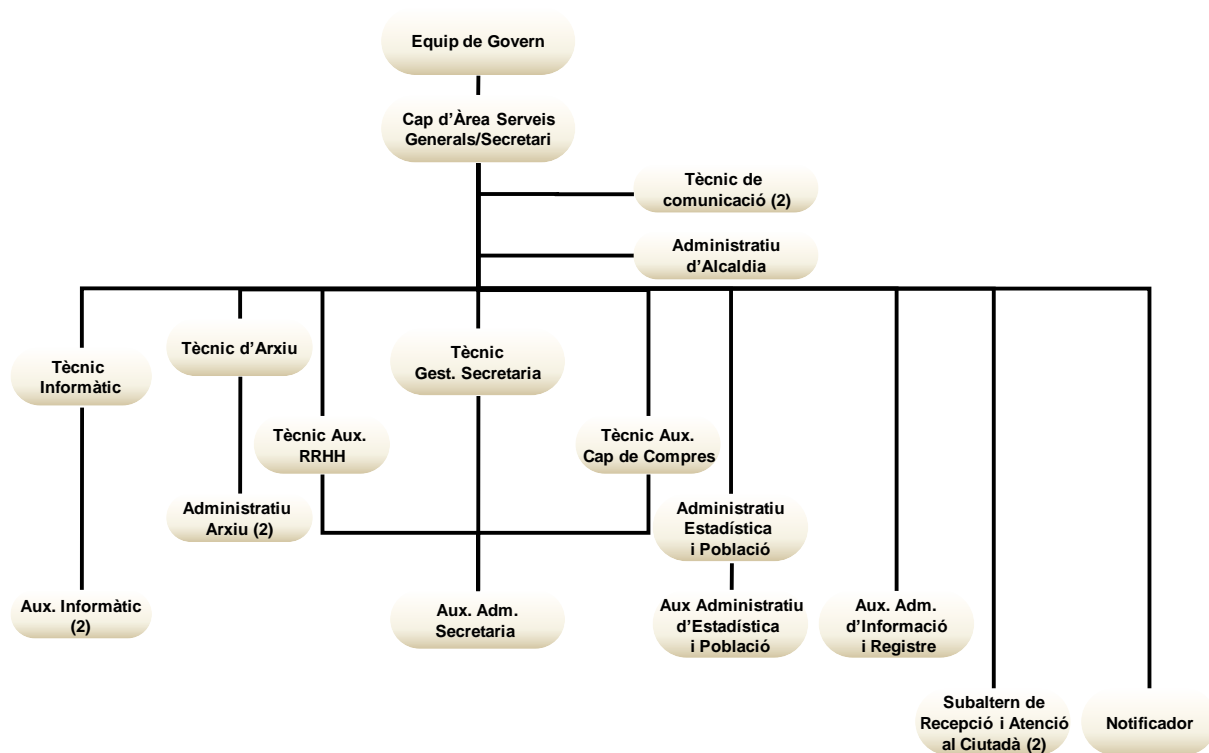 Equip de Govern
Cap d’Àrea Serveis
Generals/Secretari
Tècnic de
comunicació (2)
Administratiu
d’Alcaldia
Tècnic
Informàtic
Tècnic d’Arxiu
Tècnic
Gest. Secretaria
Tècnic Aux.
RRHH
Tècnic Aux.
Cap de Compres
Administratiu
Arxiu (2)
Administratiu
Estadística
i Població
Aux. Informàtic
(2)
Aux. Adm.
Secretaria
Aux Administratiu
d’Estadística
i Població
Aux. Adm.
d’Informació
i Registre
Subaltern de
Recepció i Atenció
al Ciutadà (2)
Notificador